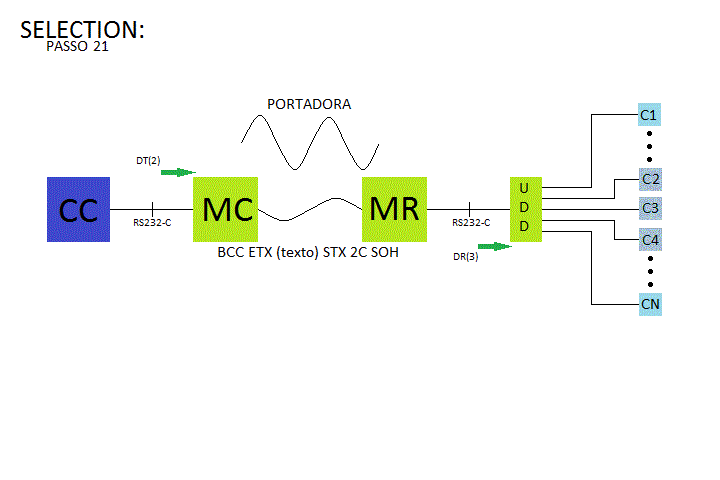 SELECTION:
PASSO 21
PORTADORA
DT(2)
CC
MC
MR
U
D
D
RS232-C
RS232-C
BCC ETX (texto) STX 2C SOH
DR(3)
C1
C2
C3
C4
CN